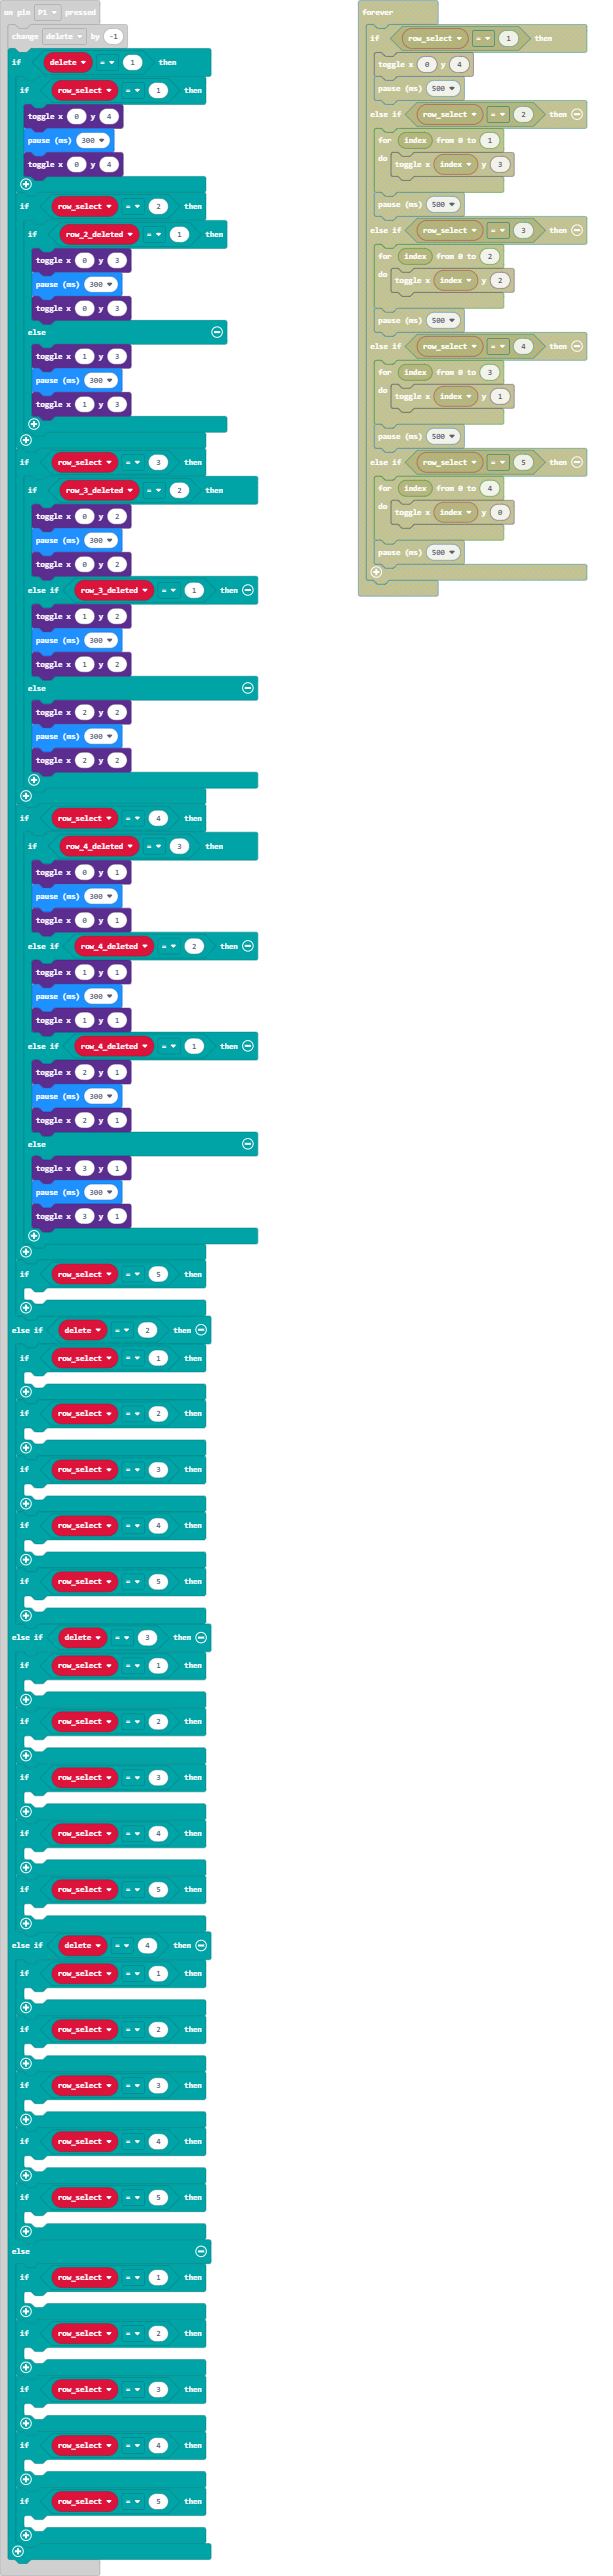 on pin P1 pressed
change delete by -1
if delete = 1 then
if row_select = 1 then
toggle x 0 y 4
pause (ms) 300
toggle x 0 y 4
if row_select = 2 then
if row_2_deleted = 1 then
toggle x 0 y 3
pause (ms) 300
toggle x 0 y 3
else
toggle x 1 y 3
pause (ms) 300
toggle x 1 y 3
if row_select = 3 then
if row_3_deleted = 2 then
toggle x 0 y 2
pause (ms) 300
toggle x 0 y 2
else if row_3_deleted = 1 then
toggle x 1 y 2
pause (ms) 300
toggle x 1 y 2
else
toggle x 2 y 2
pause (ms) 300
toggle x 2 y 2
if row_select = 4 then
if row_4_deleted = 3 then
toggle x 0 y 1
pause (ms) 300
toggle x 0 y 1
else if row_4_deleted = 2 then
toggle x 1 y 1
pause (ms) 300
toggle x 1 y 1
else if row_4_deleted = 1 then
toggle x 2 y 1
pause (ms) 300
toggle x 2 y 1
else
toggle x 3 y 1
pause (ms) 300
toggle x 3 y 1
if row_select = 5 then
else if delete = 2 then
if row_select = 1 then
if row_select = 2 then
if row_select = 3 then
if row_select = 4 then
if row_select = 5 then
else if delete = 3 then
if row_select = 1 then
if row_select = 2 then
if row_select = 3 then
if row_select = 4 then
if row_select = 5 then
else if delete = 4 then
if row_select = 1 then
if row_select = 2 then
if row_select = 3 then
if row_select = 4 then
if row_select = 5 then
else
if row_select = 1 then
if row_select = 2 then
if row_select = 3 then
if row_select = 4 then
if row_select = 5 then
forever
if row_select = 1 then
toggle x 0 y 4
pause (ms) 500
else if row_select = 2 then
for index from 0 to 1
do toggle x index y 3
pause (ms) 500
else if row_select = 3 then
for index from 0 to 2
do toggle x index y 2
pause (ms) 500
else if row_select = 4 then
for index from 0 to 3
do toggle x index y 1
pause (ms) 500
else if row_select = 5 then
for index from 0 to 4
do toggle x index y 0
pause (ms) 500